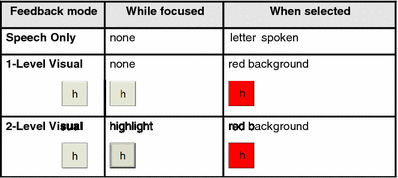 Feedback mode While focused When selected
Speech Only none letter spoken
1-Level Visual none red background
h h h
2-Level Visual highlight red background
h h h